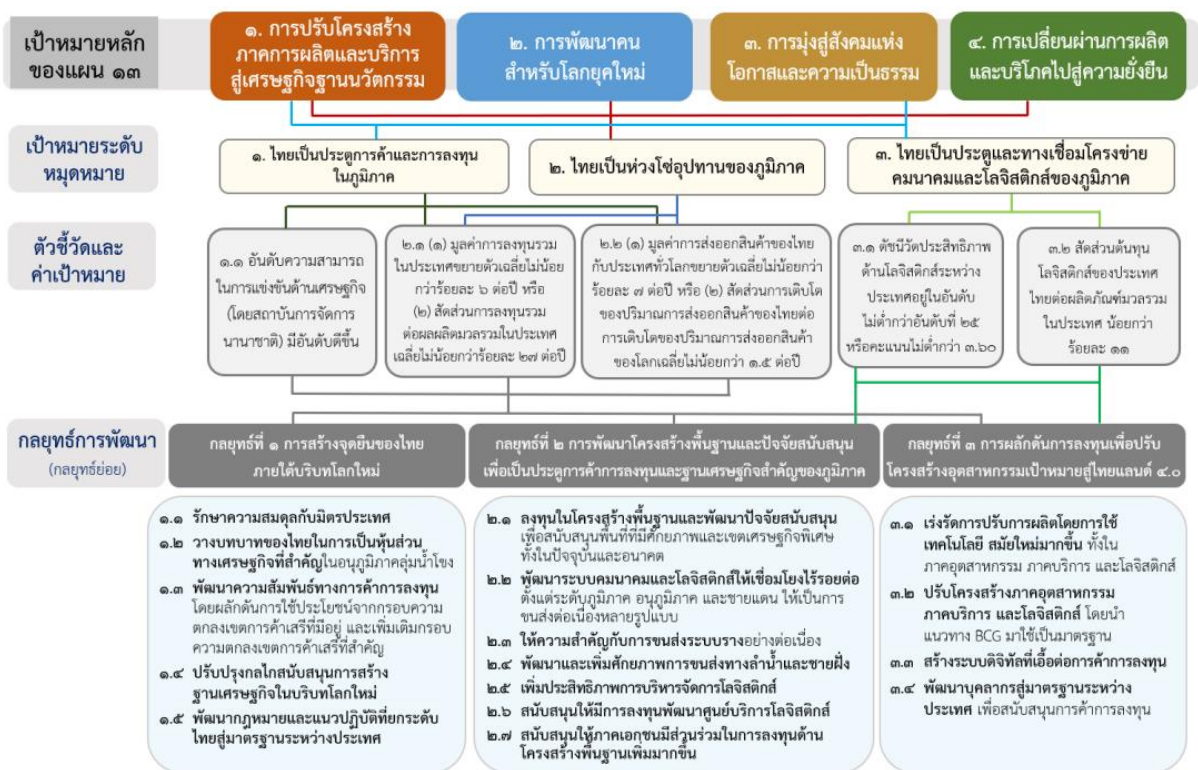 เป้าหมายหลัก
ของแผน ๑๓
๑. การปรับโครงสร้าง
ภาคการผลิตและบริการ
สู่เศรษฐกิจฐานนวัตกรรม
๒. การพัฒนาคน
สำหรับโลกยุคใหม่
๓. การมุ่งสู่สังคมแห่ง
โอกาสและความเป็นธรรม
๔. การเปลี่ยนผ่านการผลิต
และบริโภคไปสู่ความยั่งยืน
เป้าหมายระดับ
หมุดหมาย
๑. ไทยเป็นประตูการค้าและการลงทุน
ในภูมิภาค
๒. ไทยเป็นห่วงโซ่อุปทานของภูมิภาค
๓. ไทยเป็นประตูและทางเชื่อมโครงข่าย
คมนาคมและโลจิสติกส์ของภูมิภาค
ตัวชี้วัดและ
ค่าเป้าหมาย
๑.๑ อันดับความสามารถ
ในการแข่งขันด้านเศรษฐกิจ
(โดยสถาบันการจัดการ
นานาชาติ) มีอันดับดีขึ้น
๒.๑ (๑) มูลค่าการลงทุนรวม
ในประเทศขยายตัวเฉลี่ยไม่น้อย
กว่าร้อยละ ๖ ต่อปี หรือ
(๒) สัดส่วนการลงทุนรวม
ต่อผลผลิตมวลรวมในประเทศ
เฉลี่ยไม่น้อยกว่าร้อยละ ๒๗ ต่อปี
๒.๒ (๑) มูลค่าการส่งออกสินค้าของไทย
กับประเทศทั่วโลกขยายตัวเฉลี่ยไม่น้อยกว่า
ร้อยละ ๗ ต่อปี หรือ (๒) สัดส่วนการเติบโต
ของปริมาณการส่งออกสินค้าของไทยต่อ
การเติบโตของปริมาณการส่งออกสินค้า
ของโลกเฉลี่ยไม่น้อยกว่า ๑.๕ ต่อปี
๓.๑ ดัชนีวัดประสิทธิภาพ
ด้านโลจิสติกส์ระหว่าง
ประเทศอยู่ในอันดับ
ไม่ต่ำกว่าอันดับที่ ๒๕
หรือคะแนนไม่ต่ำกว่า ๓.๖๐
๓.๒ สัดส่วนต้นทุน
โลจิสติกส์ของประเทศ
ไทยต่อผลิตภัณฑ์มวลรวม
ในประเทศ น้อยกว่า
ร้อยละ ๑๑
กลยุทธ์การพัฒนา
(กลยุทธ์ย่อย)
กลยุทธ์ที่ ๑ การสร้างจุดยืนของไทย
ภายใต้บริบทโลกใหม่
กลยุทธ์ที่ ๒ การพัฒนาโครงสร้างพื้นฐานและปัจจัยสนับสนุน
เพื่อเป็นประตูการค้าการลงทุนและฐานเศรษฐกิจสำคัญของภูมิภาค
กลยุทธ์ที่ ๓ การผลักดันการลงทุนเพื่อปรับ
โครงสร้างอุตสาหกรรมเป้าหมายสู่ไทยแลนด์ ๔.๐
๑.๑ รักษาความสมดุลกับมิตรประเทศ
๑.๒ วางบทบาทของไทยในการเป็นหุ้นส่วน
ทางเศรษฐกิจที่สำคัญในอนุภูมิภาคลุ่มน้ำโขง
๑.๓ พัฒนาความสัมพันธ์ทางการค้าการลงทุน
โดยผลักดันการใช้ประโยชน์จากกรอบความ
ตกลงเขตการค้าเสรีที่มีอยู่ และเพิ่มเติมกรอบ
ความตกลงเขตการค้าเสรีที่สำคัญ
๑.๔ ปรับปรุงกลไกสนับสนุนการสร้าง
ฐานเศรษฐกิจในบริบทโลกใหม่
๑.๕ พัฒนากฎหมายและแนวปฏิบัติที่ยกระดับ
ไทยสู่มาตรฐานระหว่างประเทศ
๒.๑ ลงทุนในโครงสร้างพื้นฐานและพัฒนาปัจจัยสนับสนุน
เพื่อสนับสนุนพื้นที่ที่มีศักยภาพและเขตเศรษฐกิจพิเศษ
ทั้งในปัจจุบันและอนาคต
๒.๒ พัฒนาระบบคมนาคมและโลจิสติกส์ให้เชื่อมโยงไร้รอยต่อ
ตั้งแต่ระดับภูมิภาค อนุภูมิภาค และชายแดน ให้เป็นการ
ขนส่งต่อเนื่องหลายรูปแบบ
๒.๓ ให้ความสำคัญกับการขนส่งระบบรางอย่างต่อเนื่อง
๒.๔ พัฒนาและเพิ่มศักยภาพการขนส่งทางลำน้ำและชายฝั่ง
๒.๕ เพิ่มประสิทธิภาพการบริหารจัดการโลจิสติกส์
๒.๖ สนับสนุนให้มีการลงทุนพัฒนาศูนย์บริการโลจิสติกส์
๒.๗ สนับสนุนให้ภาคเอกชนมีส่วนร่วมในการลงทุนด้าน
โครงสร้างพื้นฐานเพิ่มมากขึ้น
๓.๑ เร่งรัดการปรับการผลิตโดยการใช้
เทคโนโลยี สมัยใหม่มากขึ้น ทั้งใน
ภาคอุตสาหกรรม ภาคบริการ และโลจิสติกส์
๓.๒ ปรับโครงสร้างภาคอุตสาหกรรม
ภาคบริการ และโลจิสติกส์ โดยนำ
แนวทาง BCG มาใช้เป็นมาตรฐาน
๓.๓ สร้างระบบดิจิทัลที่เอื้อต่อการค้าการลงทุน
๓.๔ พัฒนาบุคลากรสู่มาตรฐานระหว่าง
ประเทศ เพื่อสนับสนุนการค้าการลงทุน